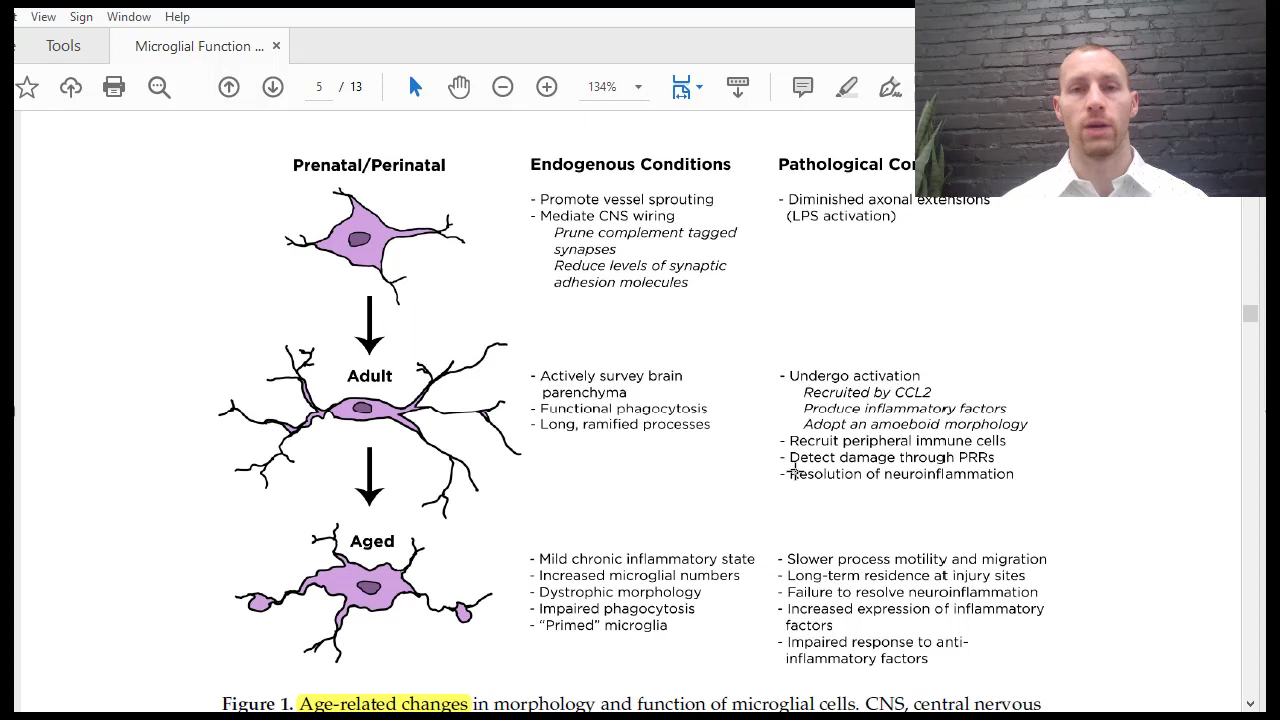 View Sign Window Help
Tools Microglial Function ... ×
5 / 13 134%
Prenatal/Perinatal
Endogenous Conditions
- Promote vessel sprouting
- Mediate CNS wiring
Prune complement tagged
synapses
Reduce levels of synaptic
adhesion molecules
Pathological
- Diminished axonal extensions
(LPS activation)
Adult
- Actively survey brain
parenchyma
- Functional phagocytosis
- Long, ramified processes
- Undergo activation
Recruited by CCL2
Produce inflammatory factors
Adopt an amoeboid morphology
- Recruit peripheral immune cells
- Detect damage through PRRs
- Resolution of neuroinflammation
Aged
- Mild chronic inflammatory state
- Increased microglial numbers
- Dystrophic morphology
- Impaired phagocytosis
- “Primed” microglia
- Slower process motility and migration
- Long-term residence at injury sites
- Failure to resolve neuroinflammation
- Increased expression of inflammatory
factors
- Impaired response to anti-
inflammatory factors
Figure 1. Age-related changes in morphology and function of microglial cells. CNS, central nervous